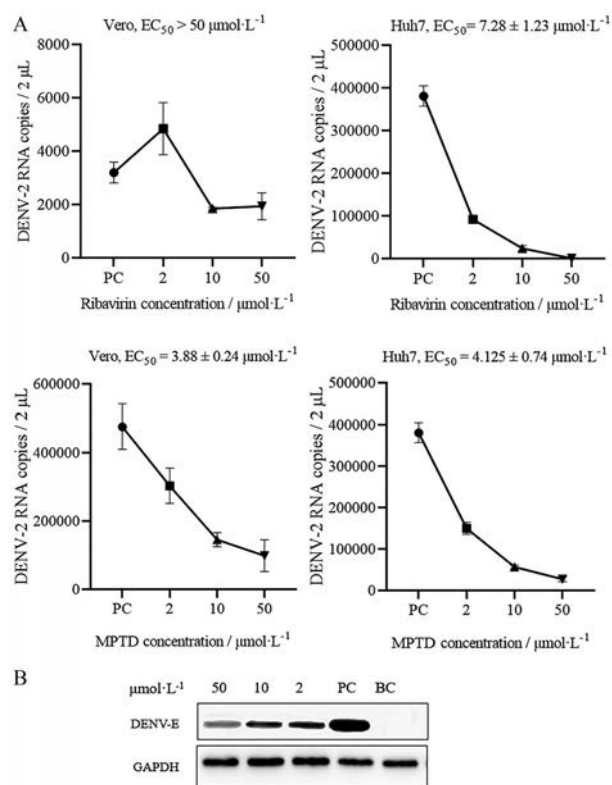 A
Vero, EC50 > 50 μmol·L-1
DENV-2 RNA copies / 2 μL
8000
6000
4000
2000
0
PC 2 10 50
Ribavirin concentration / μmol·L-1
Huh7, EC50 = 7.28 ± 1.23 μmol·L-1
DENV-2 RNA copies / 2 μL
500000
400000
300000
200000
100000
0
PC 2 10 50
Ribavirin concentration / μmol·L-1
Vero, EC50 = 3.88 ± 0.24 μmol·L-1
DENV-2 RNA copies / 2 μL
600000
400000
200000
0
PC 2 10 50
MPTD concentration / μmol·L-1
Huh7, EC50 = 4.125 ± 0.74 μmol·L-1
DENV-2 RNA copies / 2 μL
500000
400000
300000
200000
100000
0
PC 2 10 50
MPTD concentration / μmol·L-1
B
μmol·L-1 50 10 2 PC BC
DENV-E
GAPDH